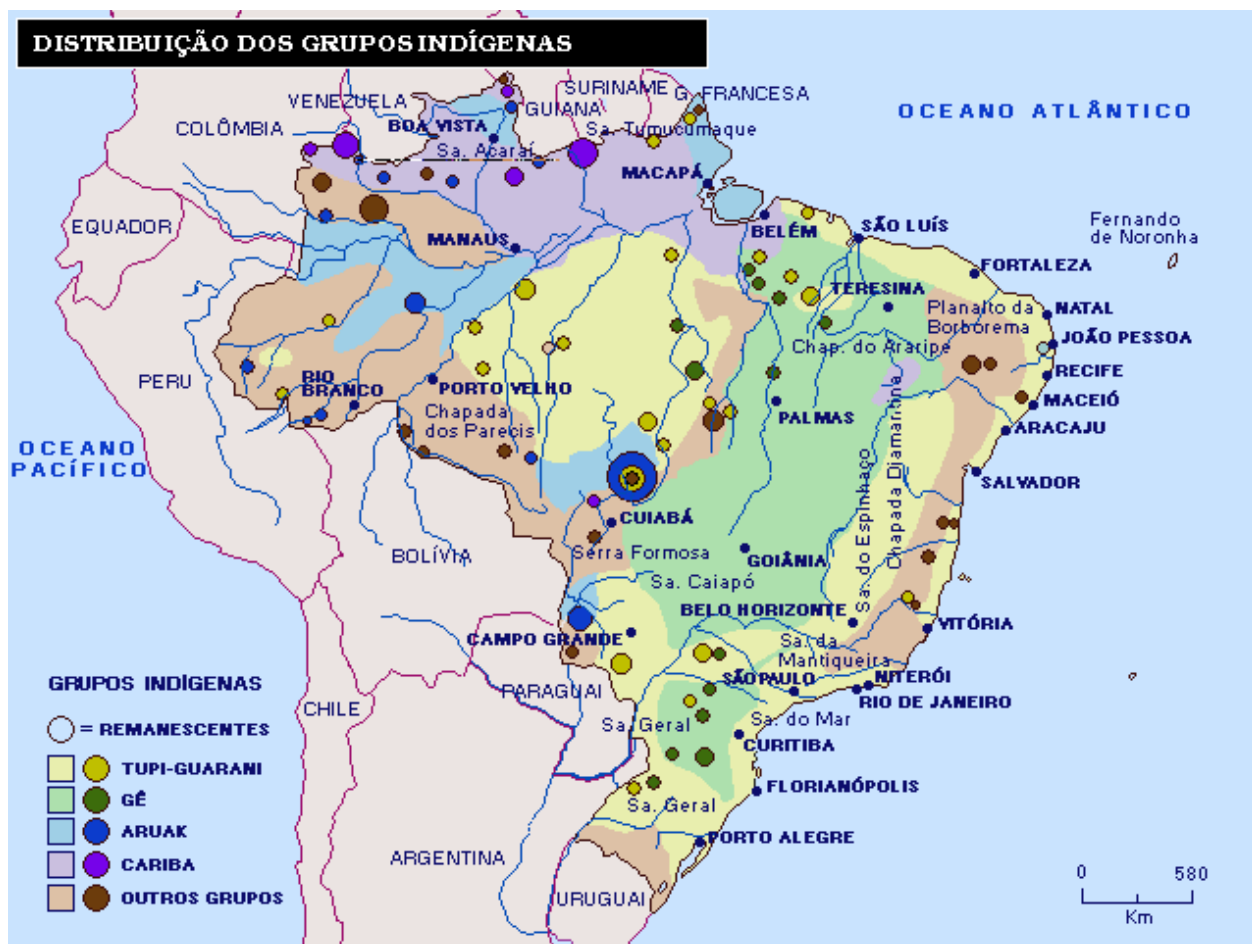 DISTRIBUIÇÃO DOS GRUPOS INDÍGENAS
SURINAME
G. FRANCESA
VENEZUELA
GUIANA
OCEANO ATLÂNTICO
COLÔMBIA
BOA VISTA
Sa. Tumucumaque
Sa. Acaraí
MACAPÁ
EQUADOR
BELÉM
SÃO LUÍS
Fernando
de Noronha
MANAUS
FORTALEZA
TERESINA
Planalto da
Borborema
NATAL
JOÃO PESSOA
Chap. do Araripe
RECIFE
PERU
RIO
BRANCO
PORTO VELHO
MACEIÓ
PALMAS
Chapada
dos Parecis
ARACAJU
OCEANO
PACÍFICO
Chapada Diamantina
Sa. do Espinhaço
SALVADOR
CUIABÁ
BOLÍVIA
Serra Formosa
GOIÂNIA
Sa. Caiapó
BELO HORIZONTE
VITÓRIA
CAMPO GRANDE
Sa. da
Mantiqueira
SÃO PAULO
NITERÓI
RIO DE JANEIRO
PARAGUAI
CHILE
Sa. Geral
Sa. do Mar
CURITIBA
FLORIANÓPOLIS
Sa. Geral
PORTO ALEGRE
ARGENTINA
URUGUAI
GRUPOS INDÍGENAS
= REMANESCENTES
TUPI-GUARANI
GÊ
ARUAK
CARIBA
OUTROS GRUPOS
0 580
Km